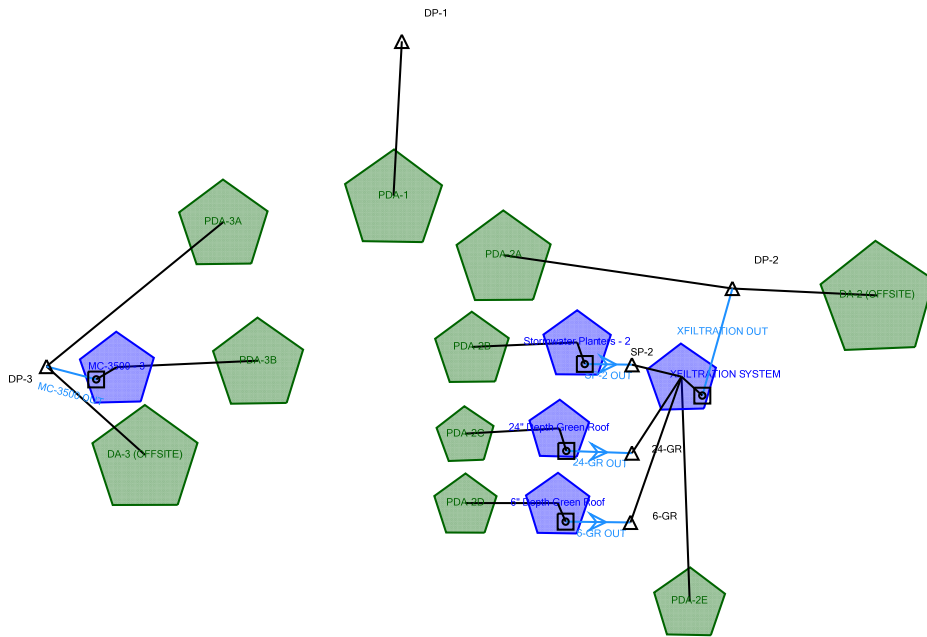 DP-1
PDA-1
PDA-3A
PDA-2A
DP-2
DA-2 (OFFSITE)
XFILTRATION OUT
Stormwater Planters - 2
PDA-2B
SP-2
SP-2 OUT
XFILTRATION SYSTEM
PDA-3B
MC-3500 - 3
DP-3
MC-3500 OUT
24" Depth Green Roof
PDA-2C
24-GR
24-GR OUT
DA-3 (OFFSITE)
6" Depth Green Roof
PDA-2D
6-GR
6-GR OUT
PDA-2E